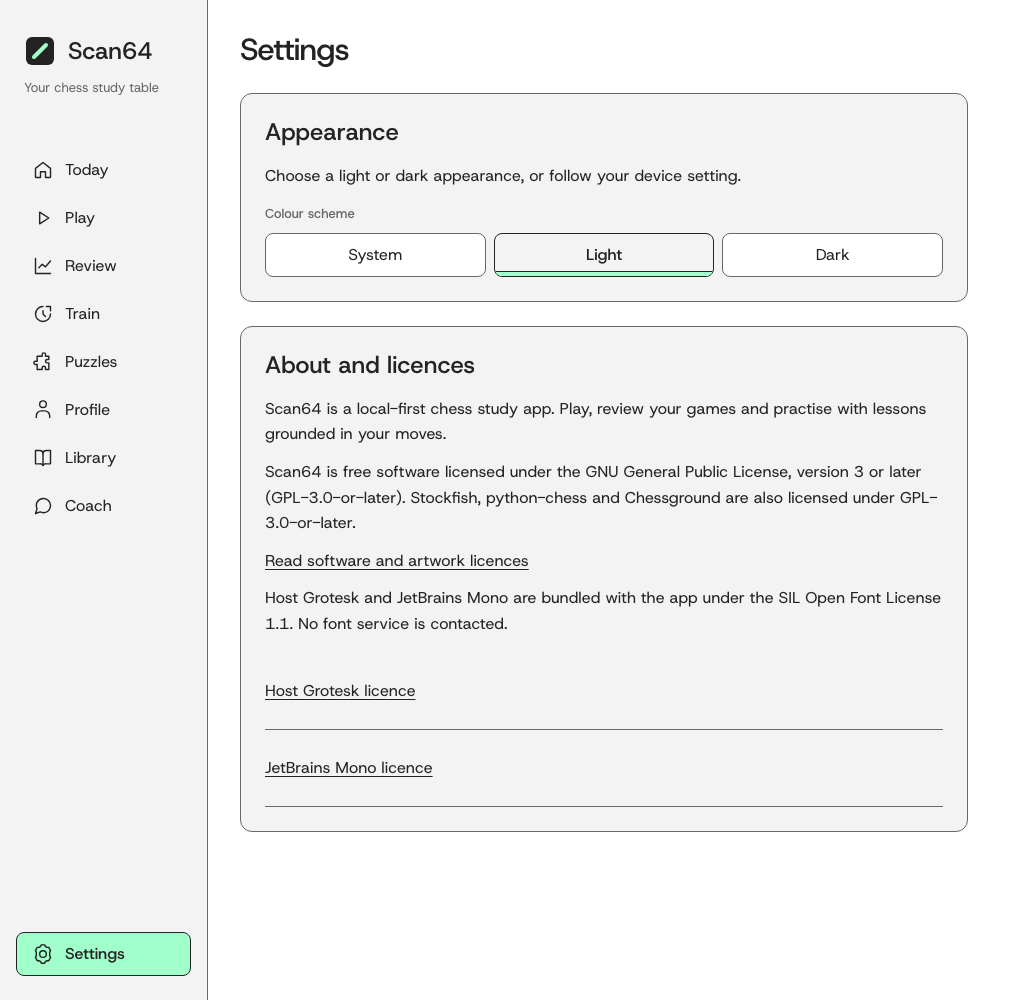 Scan64
Your chess study table
Today
Play
Review
Train
Puzzles
Profile
Library
Coach
Settings
Settings
Appearance
Choose a light or dark appearance, or follow your device setting.
Colour scheme
System
Light
Dark
About and licences
Scan64 is a local-first chess study app. Play, review your games and practise with lessons
grounded in your moves.
Scan64 is free software licensed under the GNU General Public License, version 3 or later
(GPL-3.0-or-later). Stockfish, python-chess and Chessground are also licensed under GPL-
3.0-or-later.
Read software and artwork licences
Host Grotesk and JetBrains Mono are bundled with the app under the SIL Open Font License
1.1. No font service is contacted.
Host Grotesk licence
JetBrains Mono licence